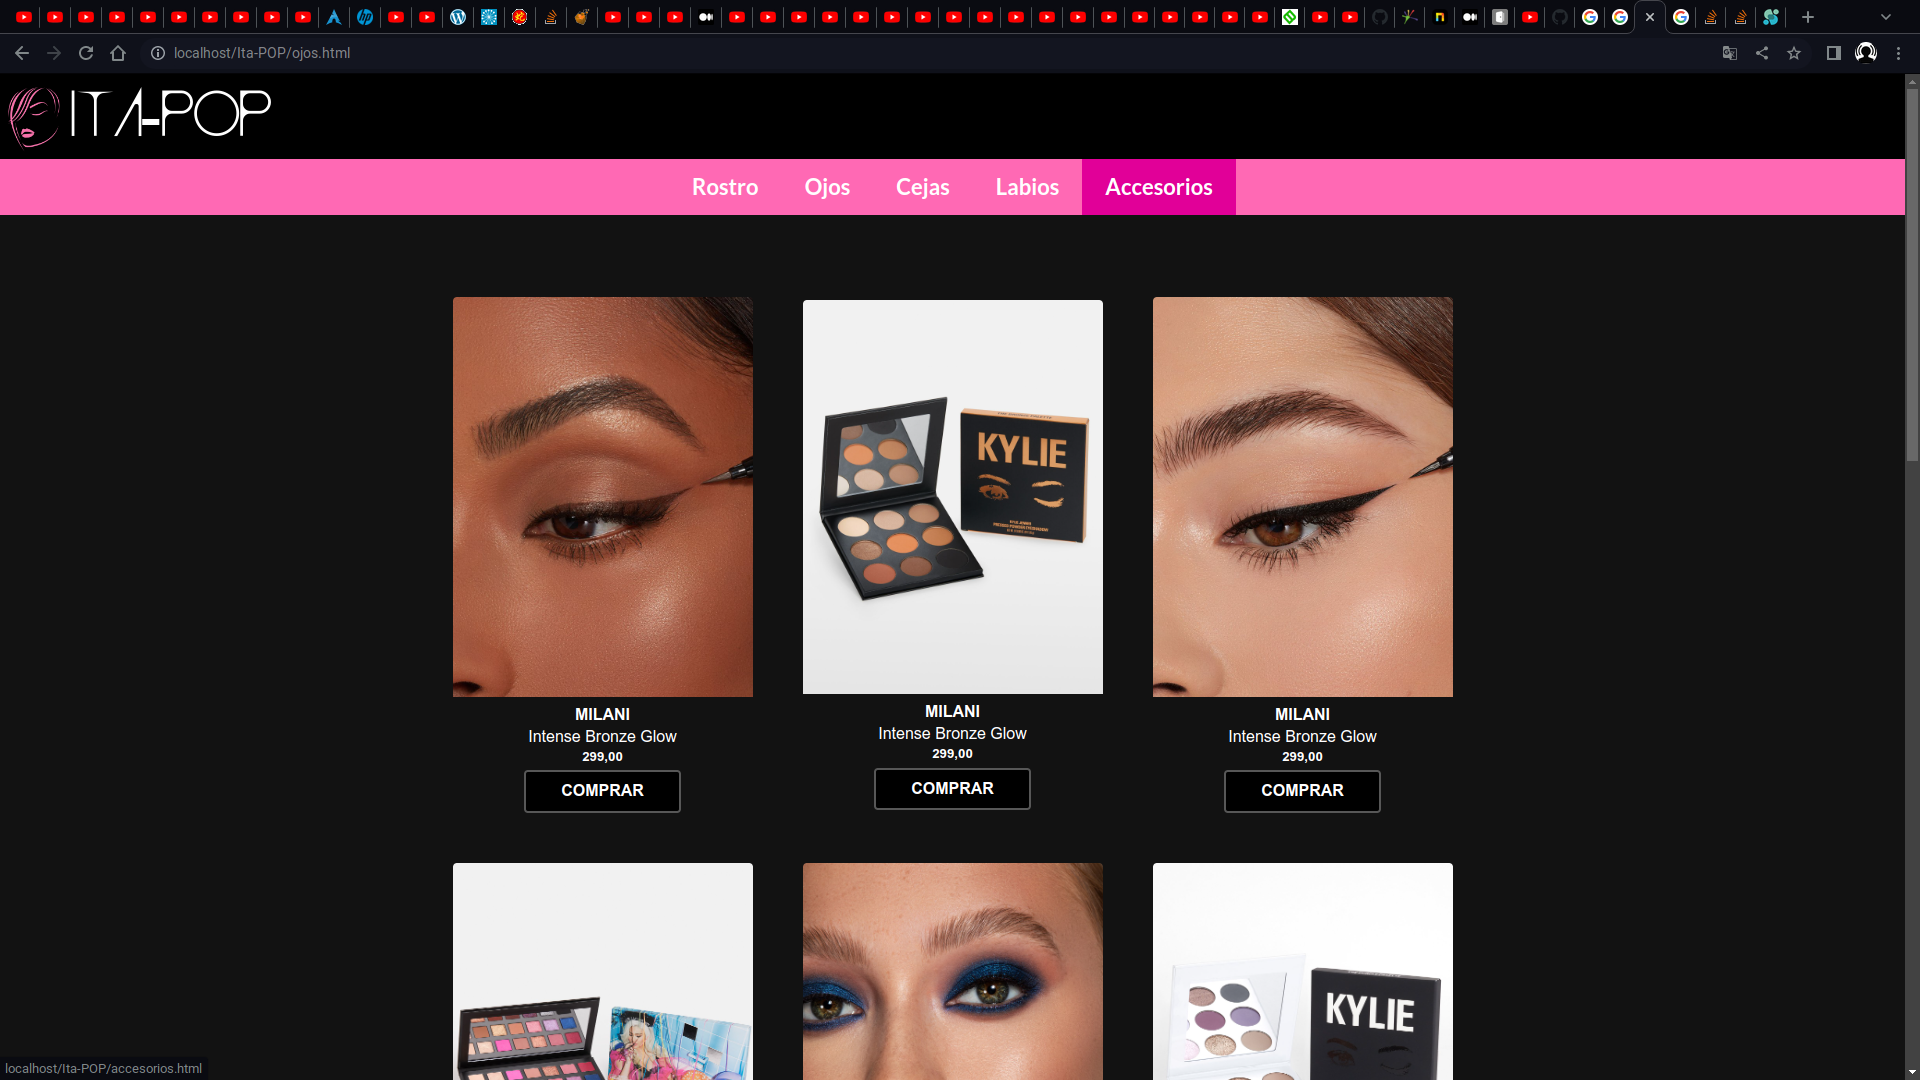 localhost/Ita-POP/ojos.html
ITA-POP
Rostro Ojos Cejas Labios Accesorios
KYLIE
MILANI
Intense Bronze Glow
299,00
COMPRAR
MILANI
Intense Bronze Glow
299,00
COMPRAR
MILANI
Intense Bronze Glow
299,00
COMPRAR
KYLIE
localhost/Ita-POP/accesorios.html